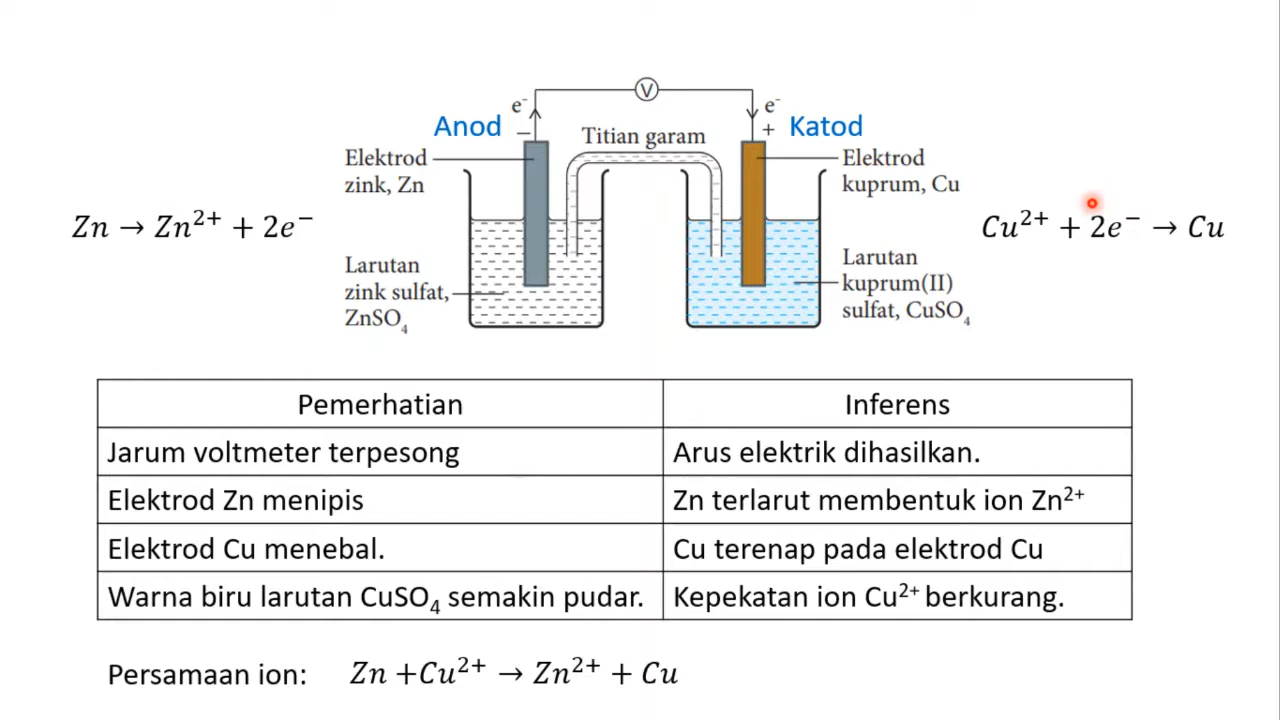 V
e⁻
e⁻
Anod
−
+
Katod
Titian garam
Elektrod
zink, Zn
Elektrod
kuprum, Cu
Zn → Zn²⁺ + 2e⁻
Cu²⁺ + 2e⁻ → Cu
Larutan
zink sulfat,
ZnSO₄
Larutan
kuprum(II)
sulfat, CuSO₄
Pemerhatian
Inferens
Jarum voltmeter terpesong
Arus elektrik dihasilkan.
Elektrod Zn menipis
Zn terlarut membentuk ion Zn²⁺
Elektrod Cu menebal.
Cu terenap pada elektrod Cu
Warna biru larutan CuSO₄ semakin pudar.
Kepekatan ion Cu²⁺ berkurang.
Persamaan ion: Zn +Cu²⁺ → Zn²⁺ + Cu